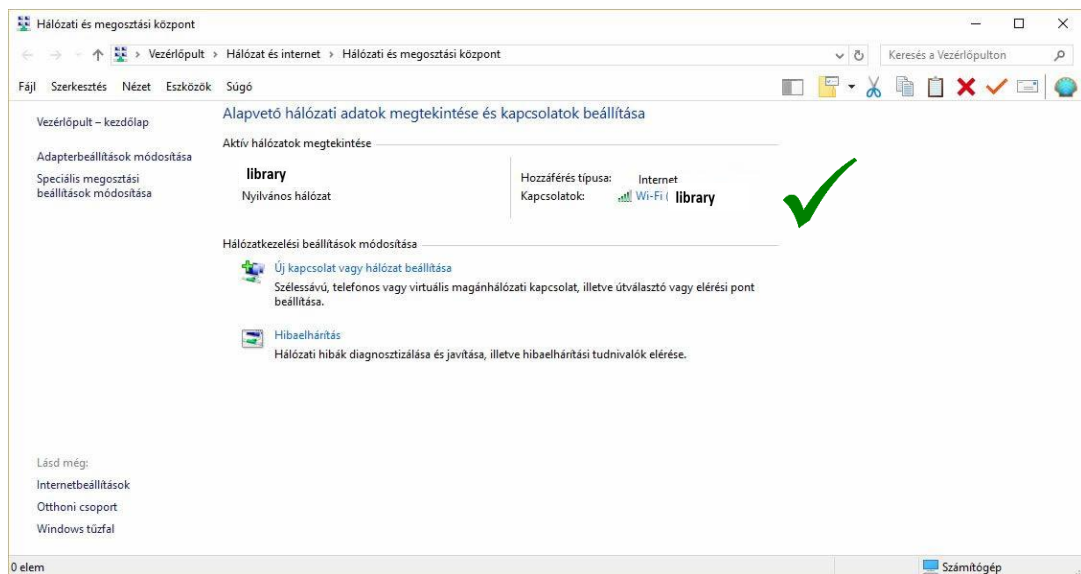 Hálózati és megosztási központ
Vezérlőpult > Hálózat és internet > Hálózati és megosztási központ
Keresés a Vezérlőpulton
Fájl Szerkesztés Nézet Eszközök Súgó
Vezérlőpult – kezdőlap
Adapterbeállítások módosítása
Speciális megosztási
beállítások módosítása
Alapvető hálózati adatok megtekintése és kapcsolatok beállítása
Aktív hálózatok megtekintése
library
Nyilvános hálózat
Hozzáférés típusa: Internet
Kapcsolatok: Wi-Fi ( library
Hálózatkezelési beállítások módosítása
Új kapcsolat vagy hálózat beállítása
Szélessávú, telefonos vagy virtuális magánhálózati kapcsolat, illetve útválasztó vagy elérési pont
beállítása.
Hibaelhárítás
Hálózati hibák diagnosztizálása és javítása, illetve hibaelhárítási tudnivalók elérése.
Lásd még:
Internetbeállítások
Otthoni csoport
Windows tűzfal
0 elem
Számítógép